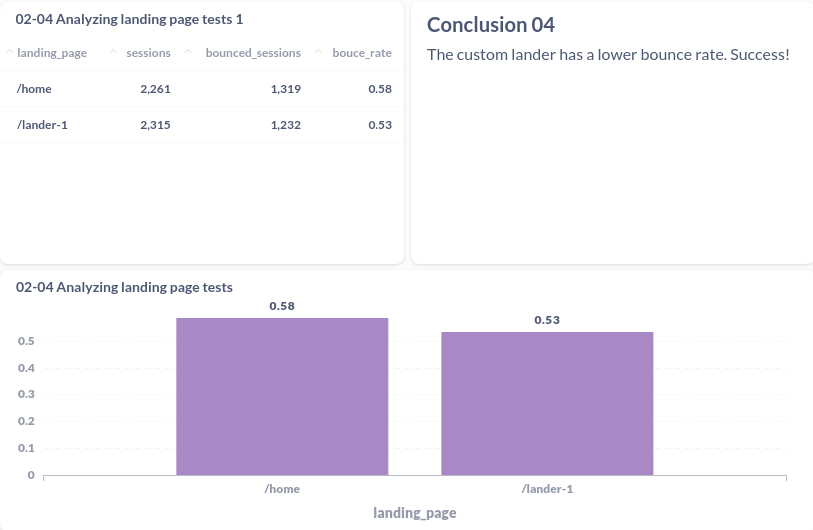 02-04 Analyzing landing page tests 1
landing_page sessions bounced_sessions bouce_rate
/home 2,261 1,319 0.58
/lander-1 2,315 1,232 0.53
Conclusion 04
The custom lander has a lower bounce rate. Success!
02-04 Analyzing landing page tests
0.58
0.53
0.5
0.4
0.3
0.2
0.1
0
/home /lander-1
landing_page